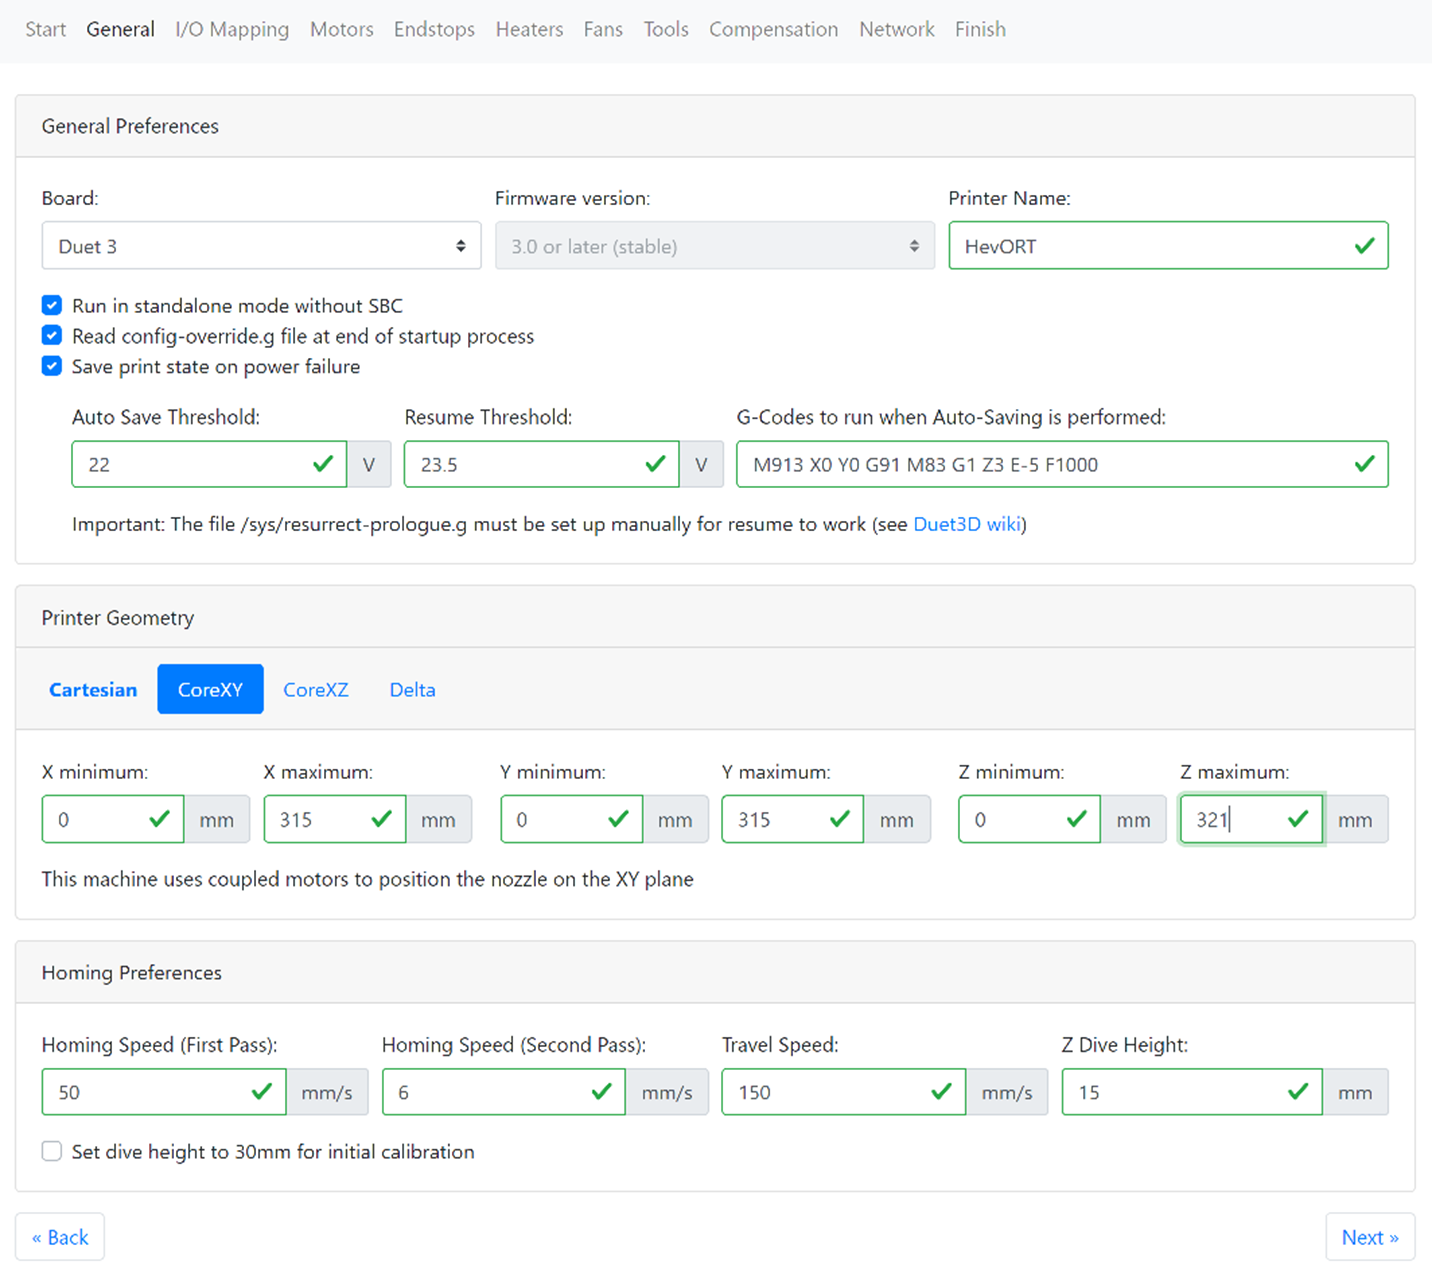 Start General I/O Mapping Motors Endstops Heaters Fans Tools Compensation Network Finish
General Preferences
Board: Firmware version: Printer Name:
Duet 3 3.0 or later (stable) HevORT
Run in standalone mode without SBC
Read config-override.g file at end of startup process
Save print state on power failure
Auto Save Threshold: Resume Threshold: G-Codes to run when Auto-Saving is performed:
22 V 23.5 V M913 X0 Y0 G91 M83 G1 Z3 E-5 F1000
Important: The file /sys/resurrect-prologue.g must be set up manually for resume to work (see Duet3D wiki)
Printer Geometry
Cartesian CoreXY CoreXZ Delta
X minimum: X maximum: Y minimum: Y maximum: Z minimum: Z maximum:
0 mm 315 mm 0 mm 315 mm 0 mm 321 mm
This machine uses coupled motors to position the nozzle on the XY plane
Homing Preferences
Homing Speed (First Pass): Homing Speed (Second Pass): Travel Speed: Z Dive Height:
50 mm/s 6 mm/s 150 mm/s 15 mm
Set dive height to 30mm for initial calibration
« Back Next »